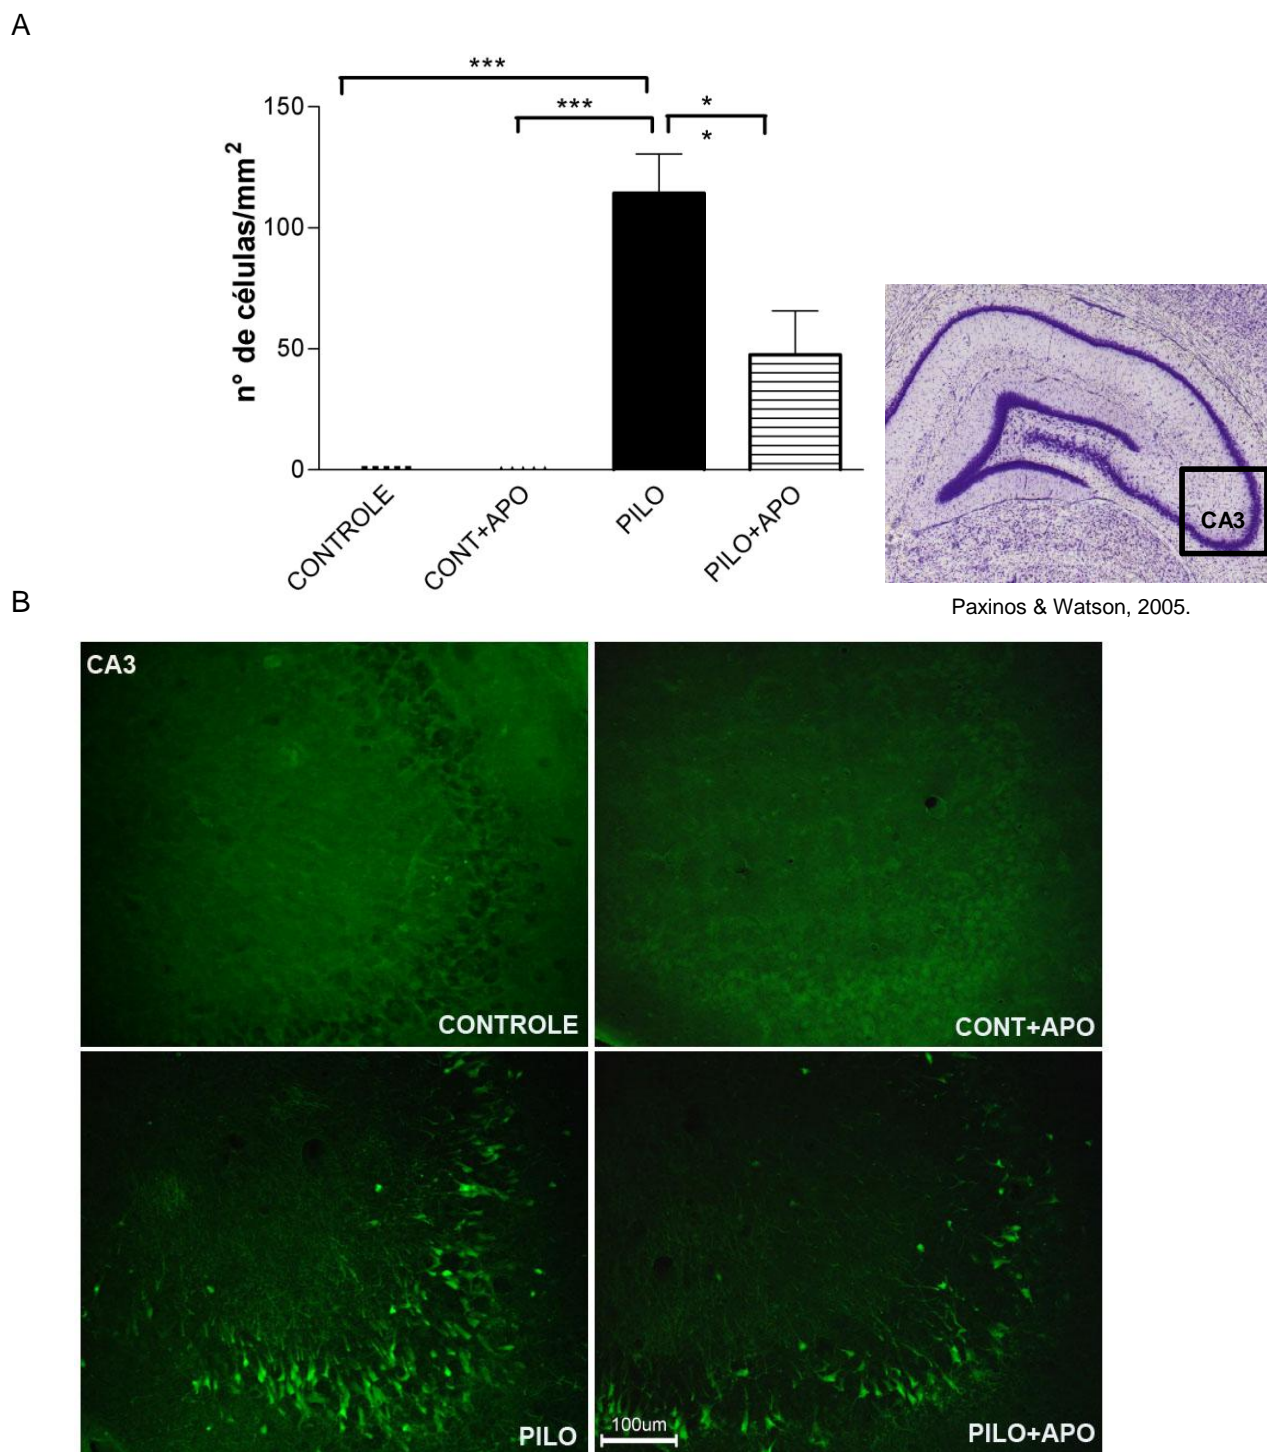 A
***
***
*
*
150
100
50
0
n° de células/mm²
CONTROLE
CONT+APO
PILO
PILO+APO
CA3
Paxinos & Watson, 2005.
B
CA3
CONTROLE
CONT+APO
PILO
100um
PILO+APO